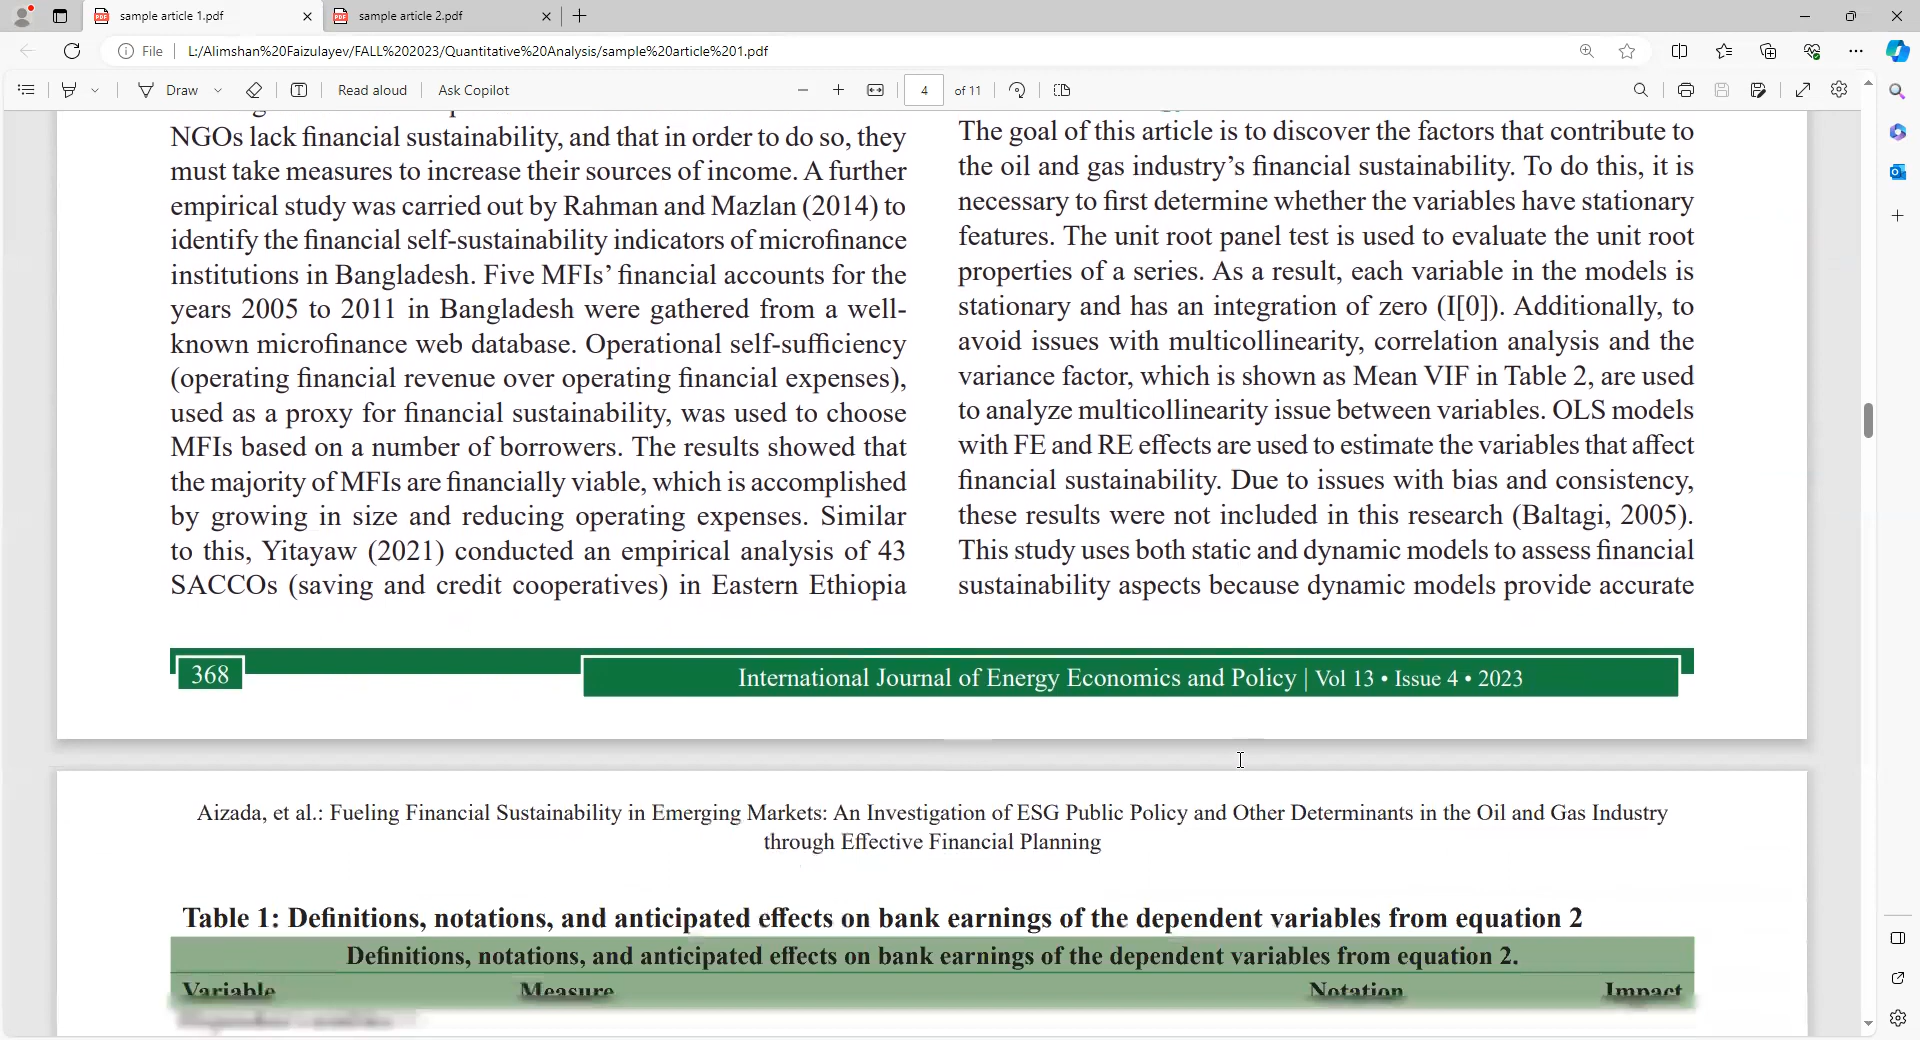 sample article 1.pdf
sample article 2.pdf
File
L:/Alimshan%20Faizulayev/FALL%202023/Quantitative%20Analysis/sample%20article%201.pdf
Draw
Read aloud
Ask Copilot
4
of 11
NGOs lack financial sustainability, and that in order to do so, they
must take measures to increase their sources of income. A further
empirical study was carried out by Rahman and Mazlan (2014) to
identify the financial self-sustainability indicators of microfinance
institutions in Bangladesh. Five MFIs’ financial accounts for the
years 2005 to 2011 in Bangladesh were gathered from a well-
known microfinance web database. Operational self-sufficiency
(operating financial revenue over operating financial expenses),
used as a proxy for financial sustainability, was used to choose
MFIs based on a number of borrowers. The results showed that
the majority of MFIs are financially viable, which is accomplished
by growing in size and reducing operating expenses. Similar
to this, Yitayaw (2021) conducted an empirical analysis of 43
SACCOs (saving and credit cooperatives) in Eastern Ethiopia
The goal of this article is to discover the factors that contribute to
the oil and gas industry’s financial sustainability. To do this, it is
necessary to first determine whether the variables have stationary
features. The unit root panel test is used to evaluate the unit root
properties of a series. As a result, each variable in the models is
stationary and has an integration of zero (I[0]). Additionally, to
avoid issues with multicollinearity, correlation analysis and the
variance factor, which is shown as Mean VIF in Table 2, are used
to analyze multicollinearity issue between variables. OLS models
with FE and RE effects are used to estimate the variables that affect
financial sustainability. Due to issues with bias and consistency,
these results were not included in this research (Baltagi, 2005).
This study uses both static and dynamic models to assess financial
sustainability aspects because dynamic models provide accurate
368
International Journal of Energy Economics and Policy | Vol 13 • Issue 4 • 2023
Aizada, et al.: Fueling Financial Sustainability in Emerging Markets: An Investigation of ESG Public Policy and Other Determinants in the Oil and Gas Industry
through Effective Financial Planning
Table 1: Definitions, notations, and anticipated effects on bank earnings of the dependent variables from equation 2
Definitions, notations, and anticipated effects on bank earnings of the dependent variables from equation 2.
Variable Measure Notation Impact